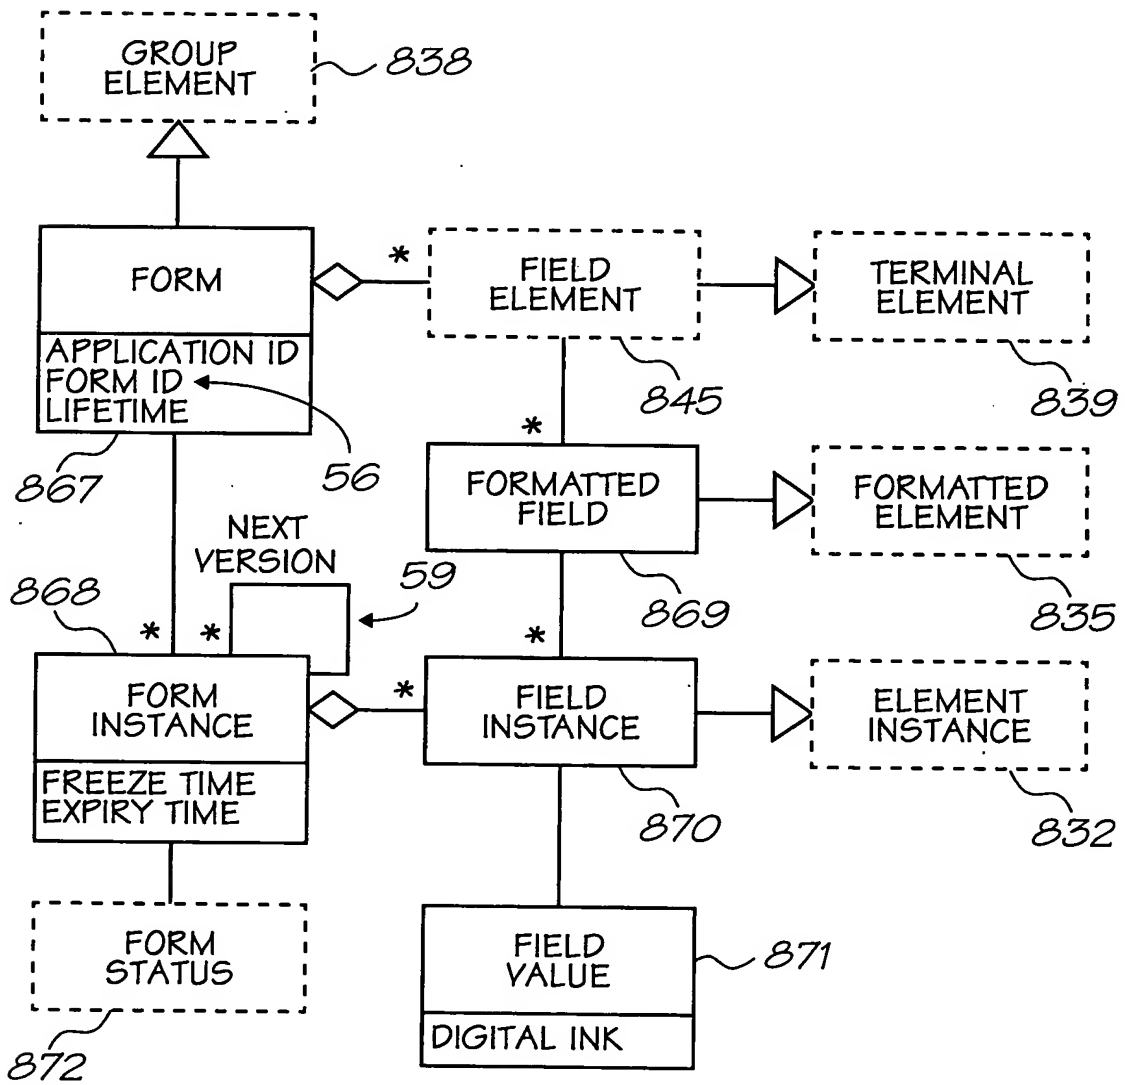 GROUP
ELEMENT
838
FORM
*
FIELD
ELEMENT
TERMINAL
ELEMENT
APPLICATION ID
FORM ID
LIFETIME
845
839
867
56
*
FORMATTED
FIELD
FORMATTED
ELEMENT
NEXT
VERSION
59
868
869
835
*
*
*
FORM
INSTANCE
*
FIELD
INSTANCE
ELEMENT
INSTANCE
FREEZE TIME
EXPIRY TIME
870
832
FORM
STATUS
FIELD
VALUE
871
DIGITAL INK
872